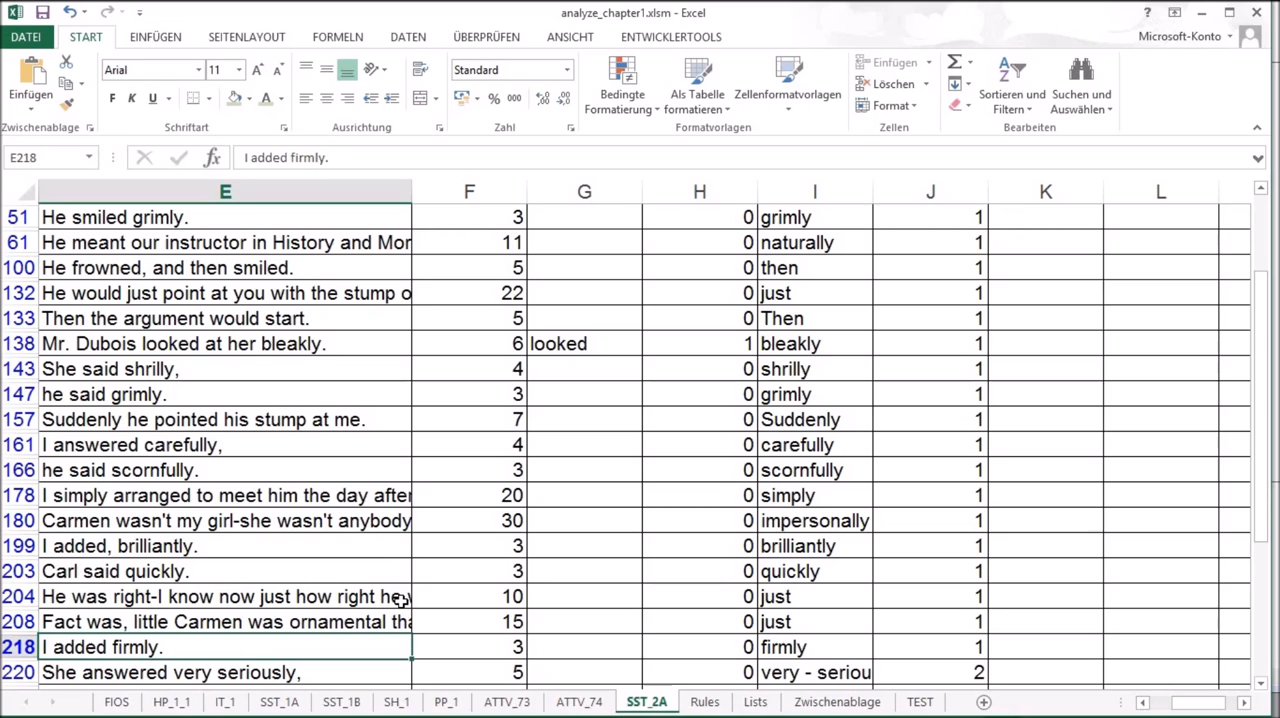 analyze_chapter1.xlsm - Excel
DATEI START EINFÜGEN SEITENLAYOUT FORMELN DATEN ÜBERPRÜFEN ANSICHT ENTWICKLERTOOLS Microsoft-Konto
Einfügen
Zwischenablage
Arial 11
F K U
Schriftart
Ausrichtung
Standard
% 000
Zahl
Bedingte Formatierung
Als Tabelle formatieren
Zellenformatvorlagen
Formatvorlagen
Einfügen
Löschen
Format
Zellen
Sortieren und Filtern
Suchen und Auswählen
Bearbeiten
E218 fx I added firmly.
E F G H I J K L
51 He smiled grimly. 3 0 grimly 1
61 He meant our instructor in History and Mor 11 0 naturally 1
100 He frowned, and then smiled. 5 0 then 1
132 He would just point at you with the stump o 22 0 just 1
133 Then the argument would start. 5 0 Then 1
138 Mr. Dubois looked at her bleakly. 6 looked 1 bleakly 1
143 She said shrilly, 4 0 shrilly 1
147 he said grimly. 3 0 grimly 1
157 Suddenly he pointed his stump at me. 7 0 Suddenly 1
161 I answered carefully, 4 0 carefully 1
166 he said scornfully. 3 0 scornfully 1
178 I simply arranged to meet him the day after 20 0 simply 1
180 Carmen wasn't my girl-she wasn't anybody 30 0 impersonally 1
199 I added, brilliantly. 3 0 brilliantly 1
203 Carl said quickly. 3 0 quickly 1
204 He was right-I know now just how right he 10 0 just 1
208 Fact was, little Carmen was ornamental tha 15 0 just 1
218 I added firmly. 3 0 firmly 1
220 She answered very seriously, 5 0 very - seriou 2
FIOS HP_1_1 IT_1 SST_1A SST_1B SH_1 PP_1 ATTV_73 ATTV_74 SST_2A Rules Lists Zwischenablage TEST